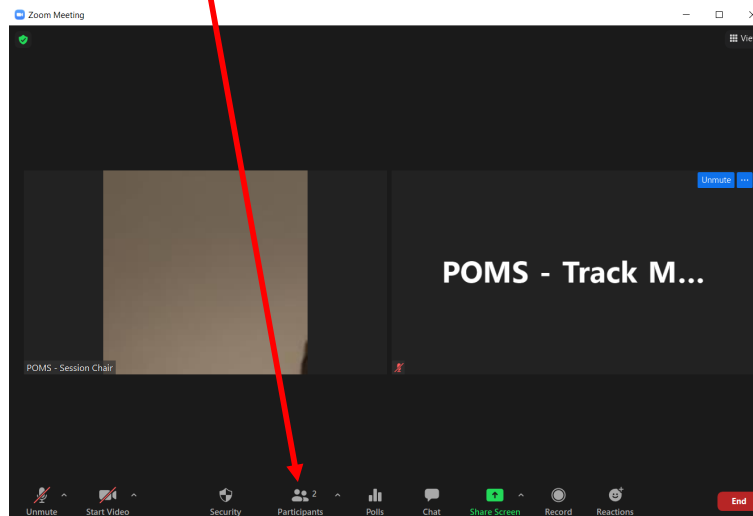 Zoom Meeting
Vie
Unmute ...
POMS - Track M...
POMS - Session Chair
2
Unmute Start Video Security Participants Polls Chat Share Screen Record Reactions End